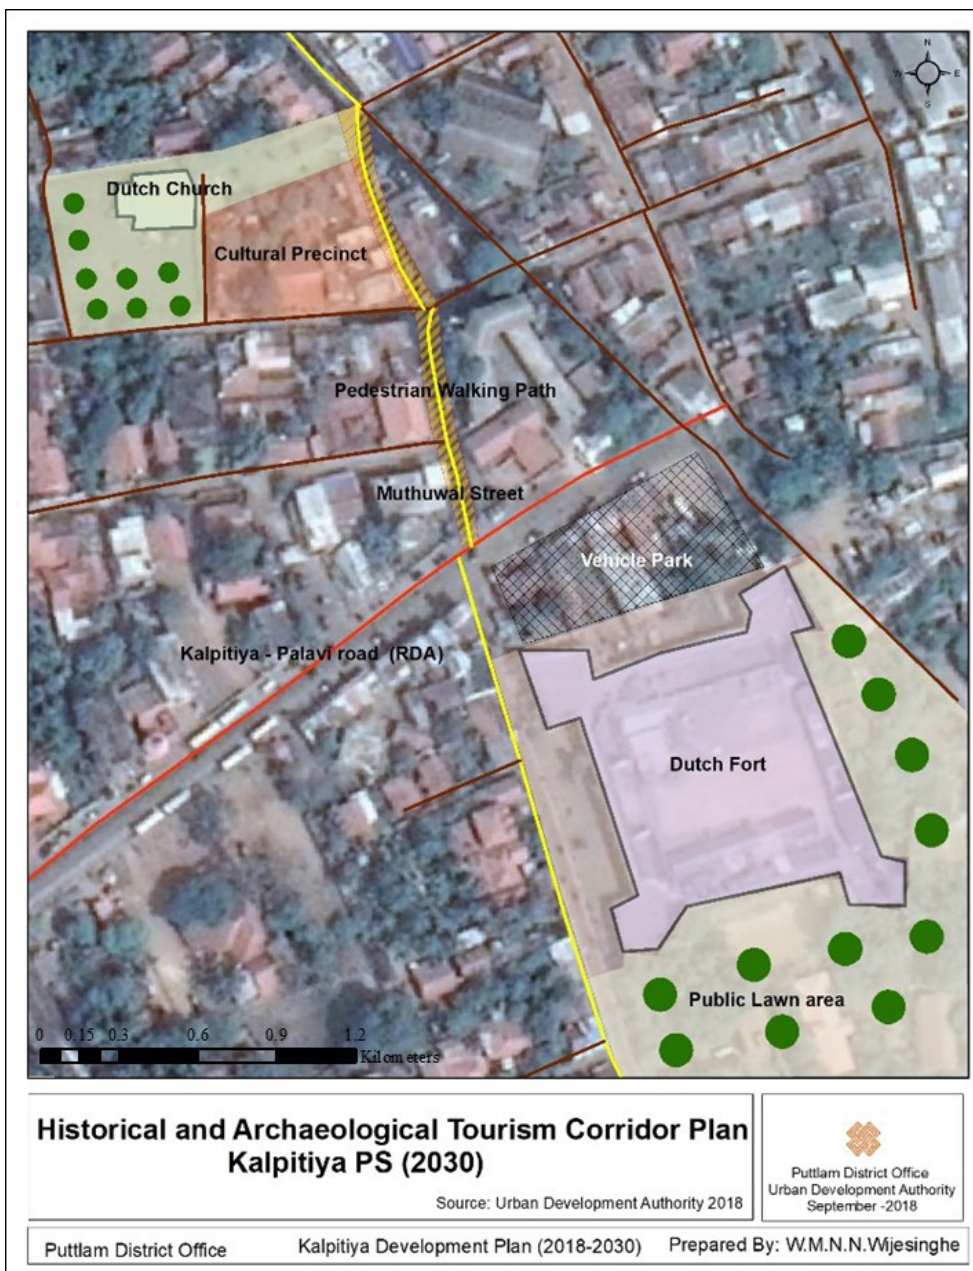 N
W E
S
Dutch Church
Cultural Precinct
Pedestrian Walking Path
Muthuwal Street
Vehicle Park
Kalpitiya - Palavi road (RDA)
Dutch Fort
Public Lawn area
0 0.15 0.3 0.6 0.9 1.2
Kilometers
Historical and Archaeological Tourism Corridor Plan
Kalpitiya PS (2030)
Source: Urban Development Authority 2018
Puttlam District Office
Urban Development Authority
September -2018
Puttlam District Office
Kalpitiya Development Plan (2018-2030)
Prepared By: W.M.N.N.Wijesinghe